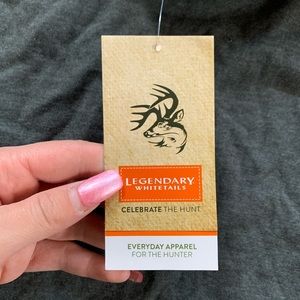 LEGENDARY
WHITETAILS
CELEBRATE THE HUNT
EVERYDAY APPAREL
FOR THE HUNTER